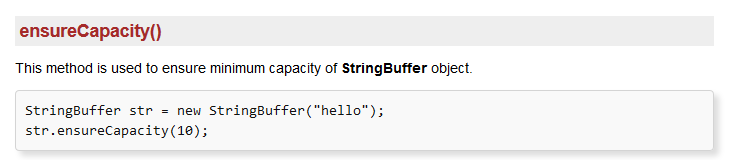 ensureCapacity()
This method is used to ensure minimum capacity of StringBuffer object.
StringBuffer str = new StringBuffer("hello");
str.ensureCapacity(10);